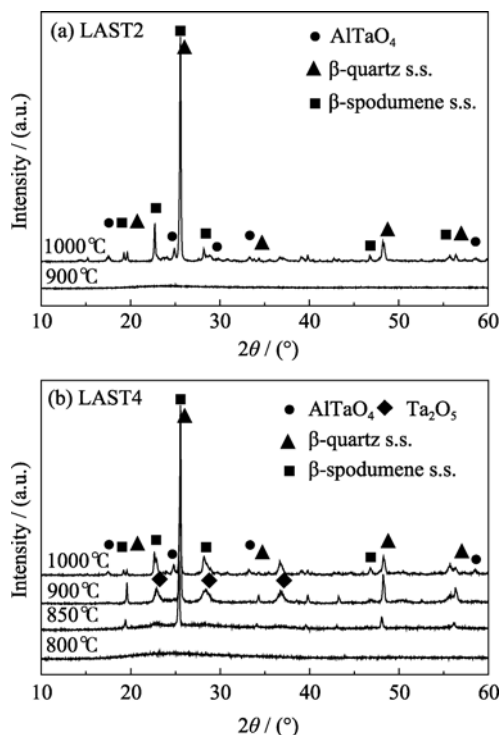 (a) LAST2
● AlTaO₄
▲ β-quartz s.s.
■ β-spodumene s.s.
Intensity / (a.u.)
1000℃
900℃
10 20 30 40 50 60
2θ / (°)
(b) LAST4
● AlTaO₄ ◆ Ta₂O₅
▲ β-quartz s.s.
■ β-spodumene s.s.
Intensity / (a.u.)
1000℃
900℃
850℃
800℃
10 20 30 40 50 60
2θ / (°)